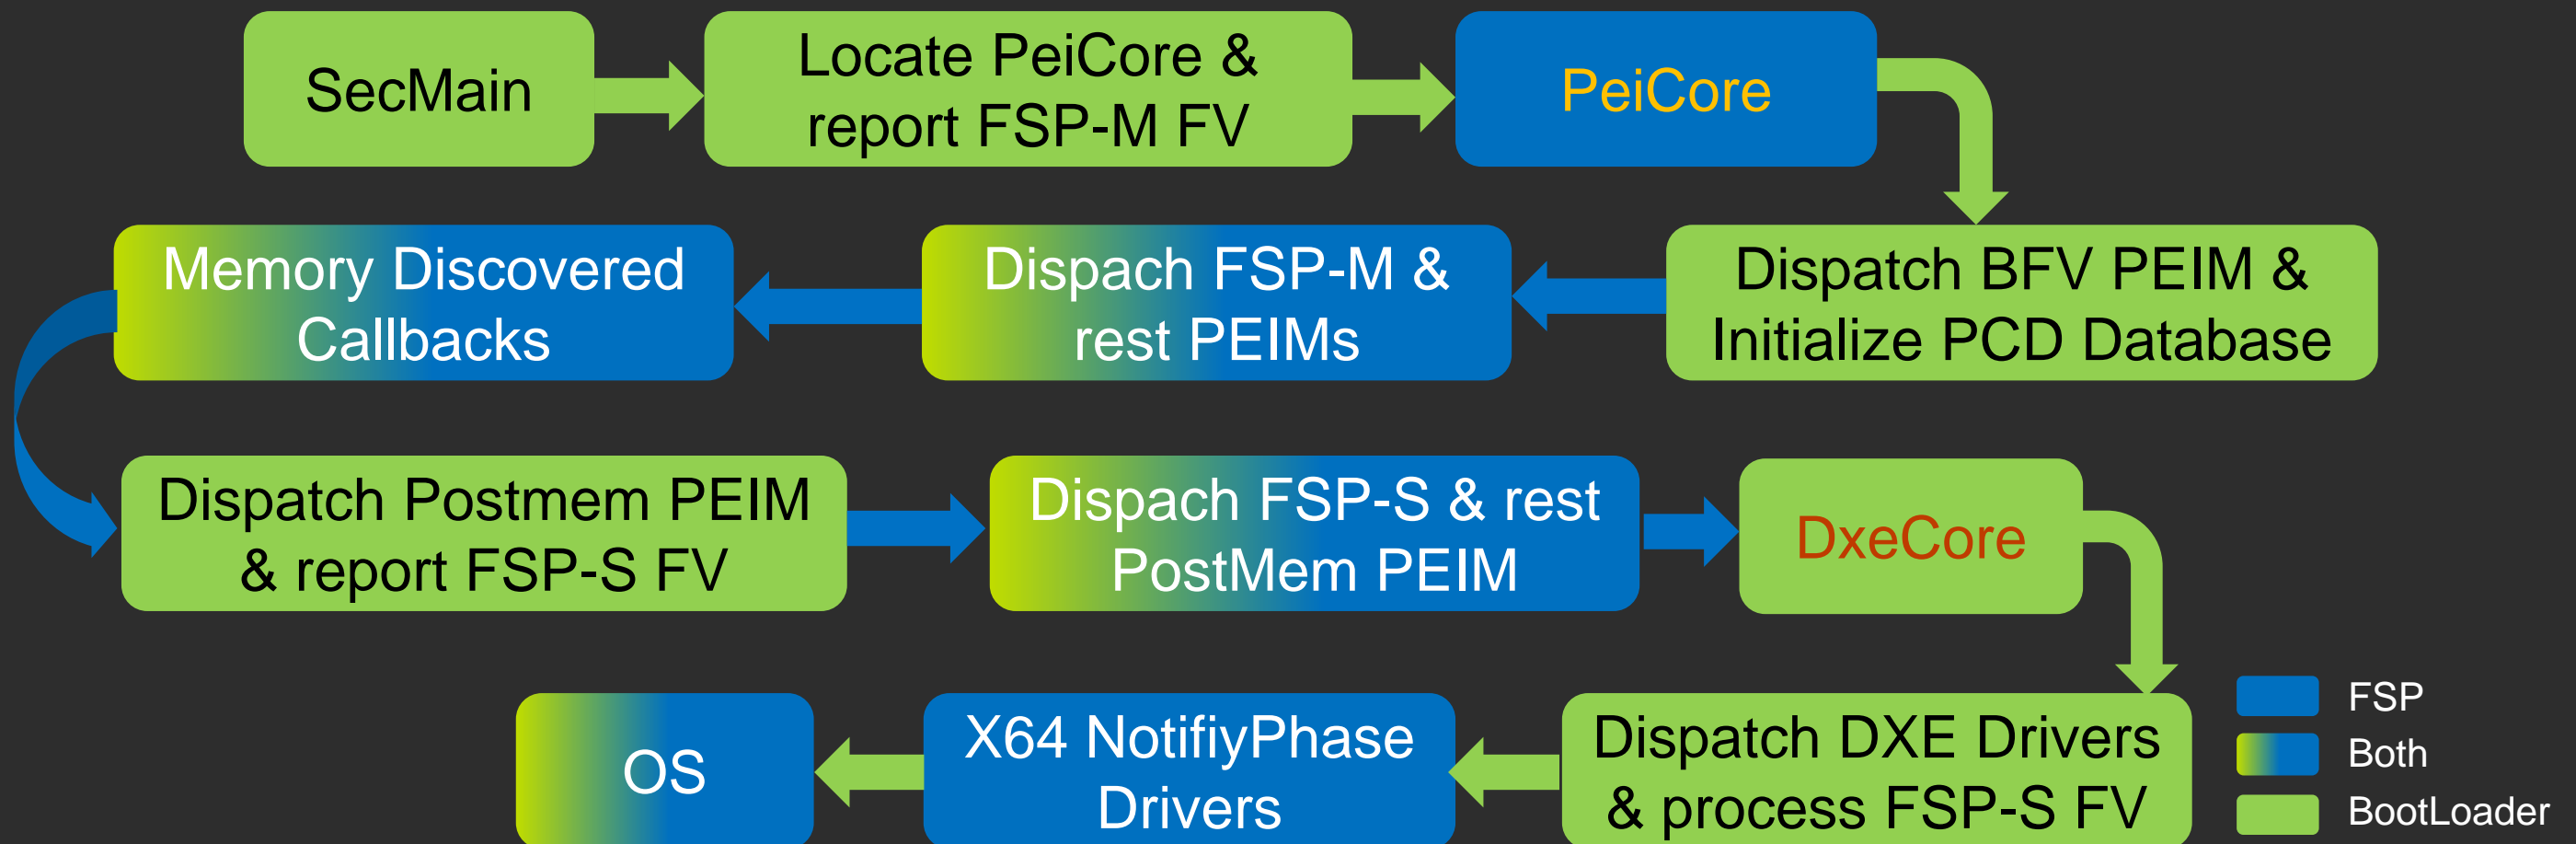 SecMain
Locate PeiCore &
report FSP-M FV
PeiCore
Memory Discovered
Callbacks
Dispach FSP-M &
rest PEIMs
Dispatch BFV PEIM &
Initialize PCD Database
Dispatch Postmem PEIM
& report FSP-S FV
Dispach FSP-S & rest
PostMem PEIM
DxeCore
OS
X64 NotifiyPhase
Drivers
Dispatch DXE Drivers
& process FSP-S FV
FSP
Both
BootLoader